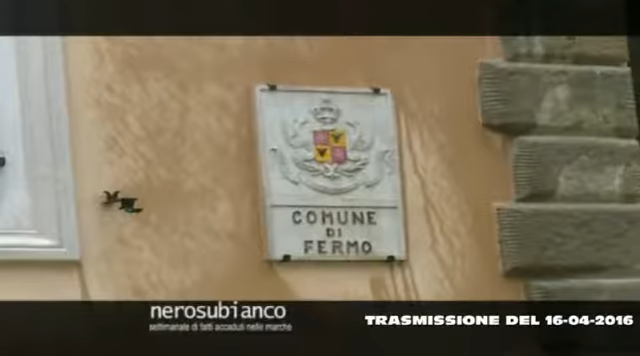 COMUNE
DI
FERMO
nerosubianco
settimanale di fatti accaduti nelle marche
TRASMISSIONE DEL 16-04-2016